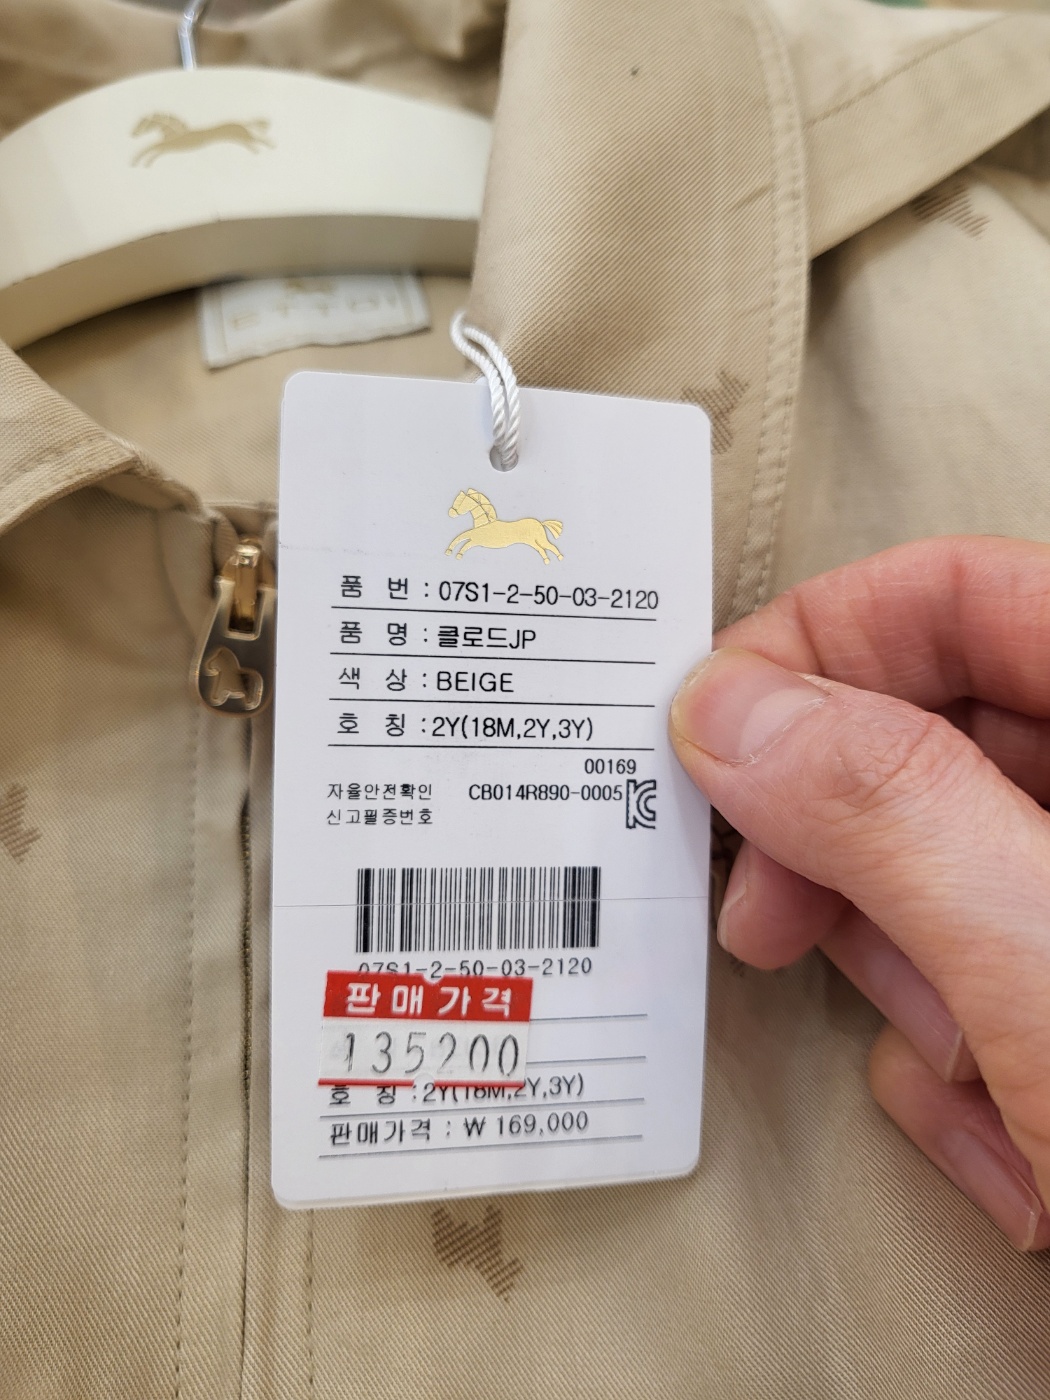 ETTOI
품 번 : 07S1-2-50-03-2120
품 명 : 클로드JP
색 상 : BEIGE
호 칭 : 2Y(18M,2Y,3Y)
00169
자율안전확인 CB014R890-0005
신고필증번호
07S1-2-50-03-2120
판매가격
135200
호 칭 : 2Y(18M,2Y,3Y)
판매가격 : ₩ 169,000